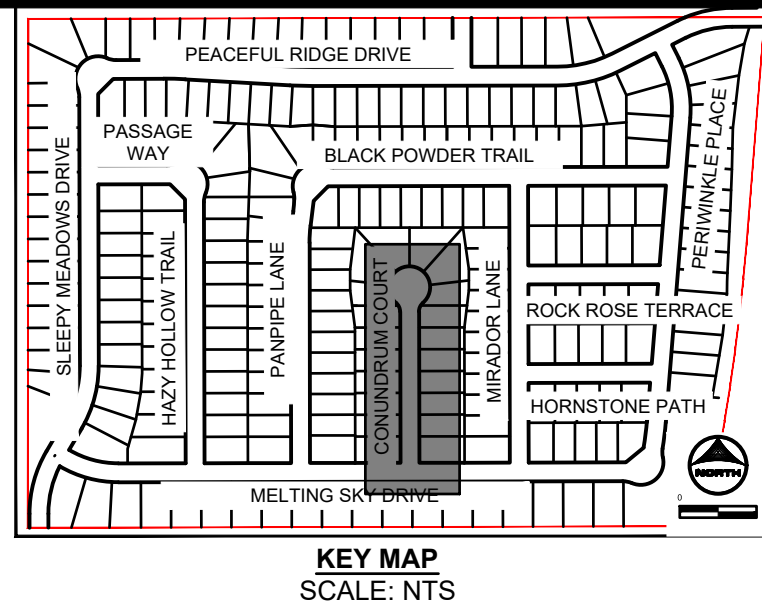 PEACEFUL RIDGE DRIVE
PASSAGE
WAY
BLACK POWDER TRAIL
PERIWINKLE PLACE
SLEEPY MEADOWS DRIVE
HAZY HOLLOW TRAIL
PANPIPE LANE
CONUNDRUM COURT
MIRADOR LANE
ROCK ROSE TERRACE
HORNSTONE PATH
MELTING SKY DRIVE
NORTH
0
KEY MAP
SCALE: NTS